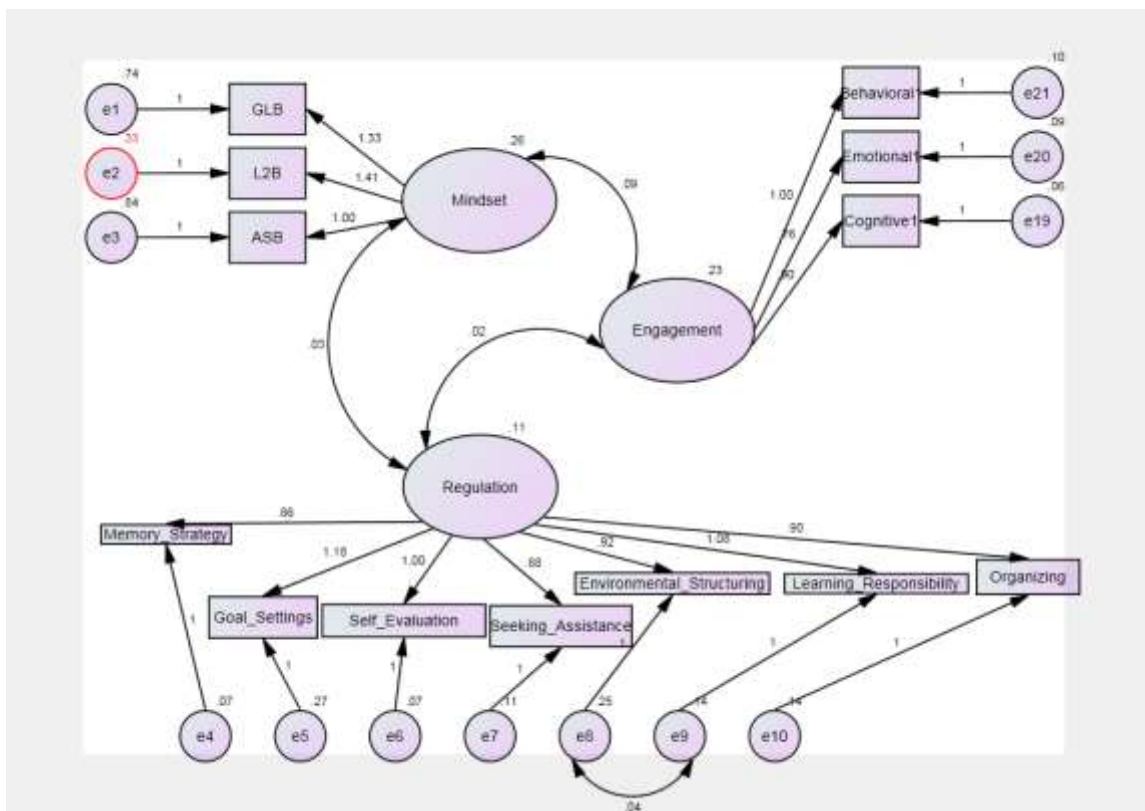 .74
e1
1
GLB
.33
e2
1
L2B
.64
e3
1
ASB
1.33
1.41
1.00
.26
Mindset
.09
.03
.02
.10
Behavioral1
1
e21
.09
Emotional1
1
e20
.06
Cognitive1
1
e19
1.00
.76
.23
Engagement
.11
Regulation
.86
1.18
1.00
.88
.92
1.08
.90
Memory_Strategy
Goal_Settings
Self_Evaluation
Seeking_Assistance
Environmental_Structuring
Learning_Responsibility
Organizing
1
1
1
1
1
1
1
.07
.27
.07
.11
.25
.14
.14
e4
e5
e6
e7
e8
e9
e10
.04